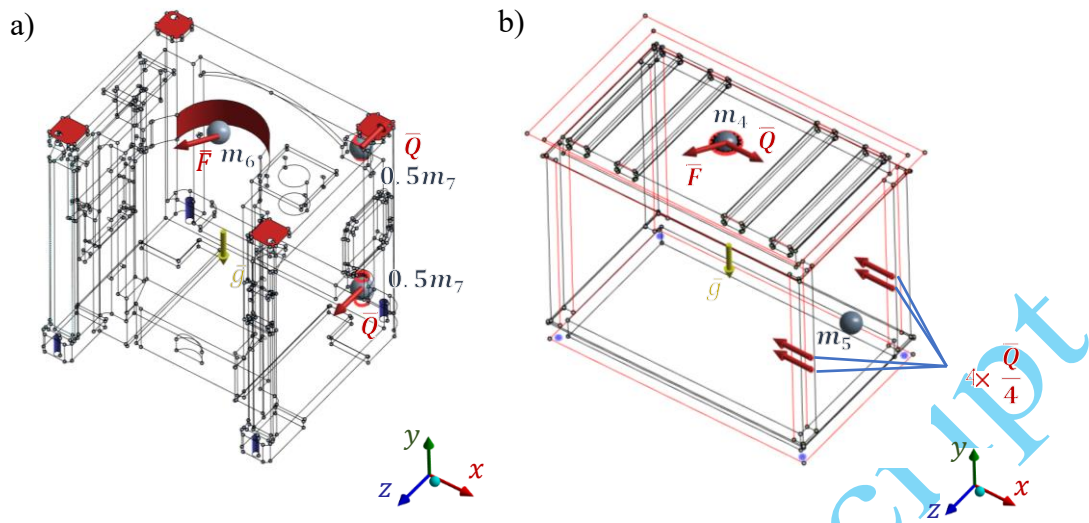 a)
b)
F̅
m₆
Q̅
0.5m₇
0.5m₇
Q̅
g̅
y
x
z
m₄
Q̅
F̅
g̅
m₅
4× Q̅/4
y
x
z